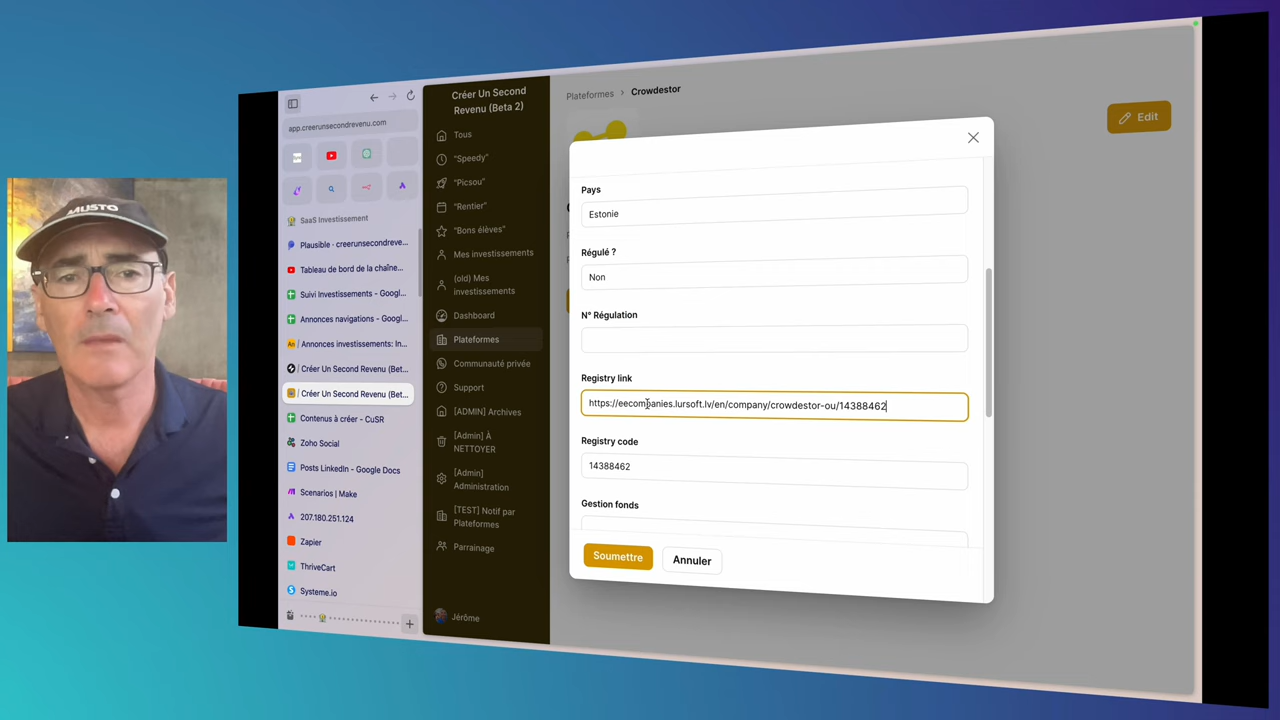 MUSTO
app.creerunsecondrevenu.com
SaaS Investissement
Plausible · creerunsecondreve...
Tableau de bord de la chaîne...
Suivi Investissements - Googl...
Annonces navigations - Googl...
/ Annonces investissements: In...
/ Créer Un Second Revenu (Bet...
/ Créer Un Second Revenu (Bet...
Contenus à créer - CuSR
Zoho Social
Posts LinkedIn - Google Docs
Scenarios | Make
207.180.251.124
Zapier
ThriveCart
Systeme.io
Créer Un Second
Revenu (Beta 2)
Tous
“Speedy”
“Picsou”
“Rentier”
“Bons élèves”
Mes investissements
(old) Mes
investissements
Dashboard
Plateformes
Communauté privée
Support
[ADMIN] Archives
[Admin] À
NETTOYER
[Admin]
Administration
[TEST] Notif par
Plateformes
Parrainage
Jérôme
Plateformes > Crowdestor
Edit
Pays
Estonie
Régulé ?
Non
N° Régulation
Registry link
https://eecompanies.lursoft.lv/en/company/crowdestor-ou/14388462
Registry code
14388462
Gestion fonds
Soumettre
Annuler